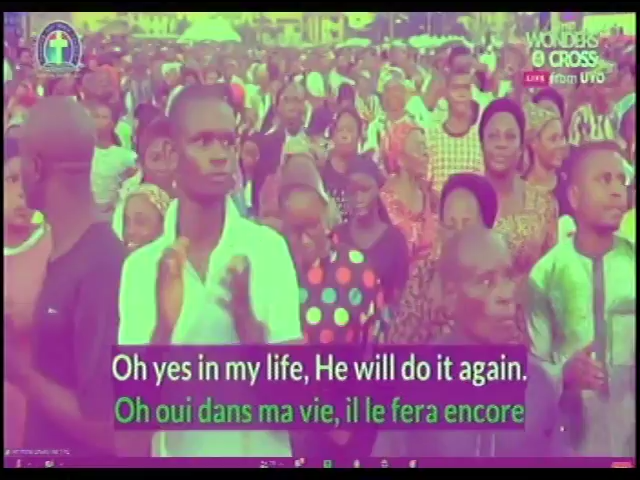 WONDERS
CROSS
LIVE from UYO
Oh yes in my life, He will do it again.
Oh oui dans ma vie, il le fera encore